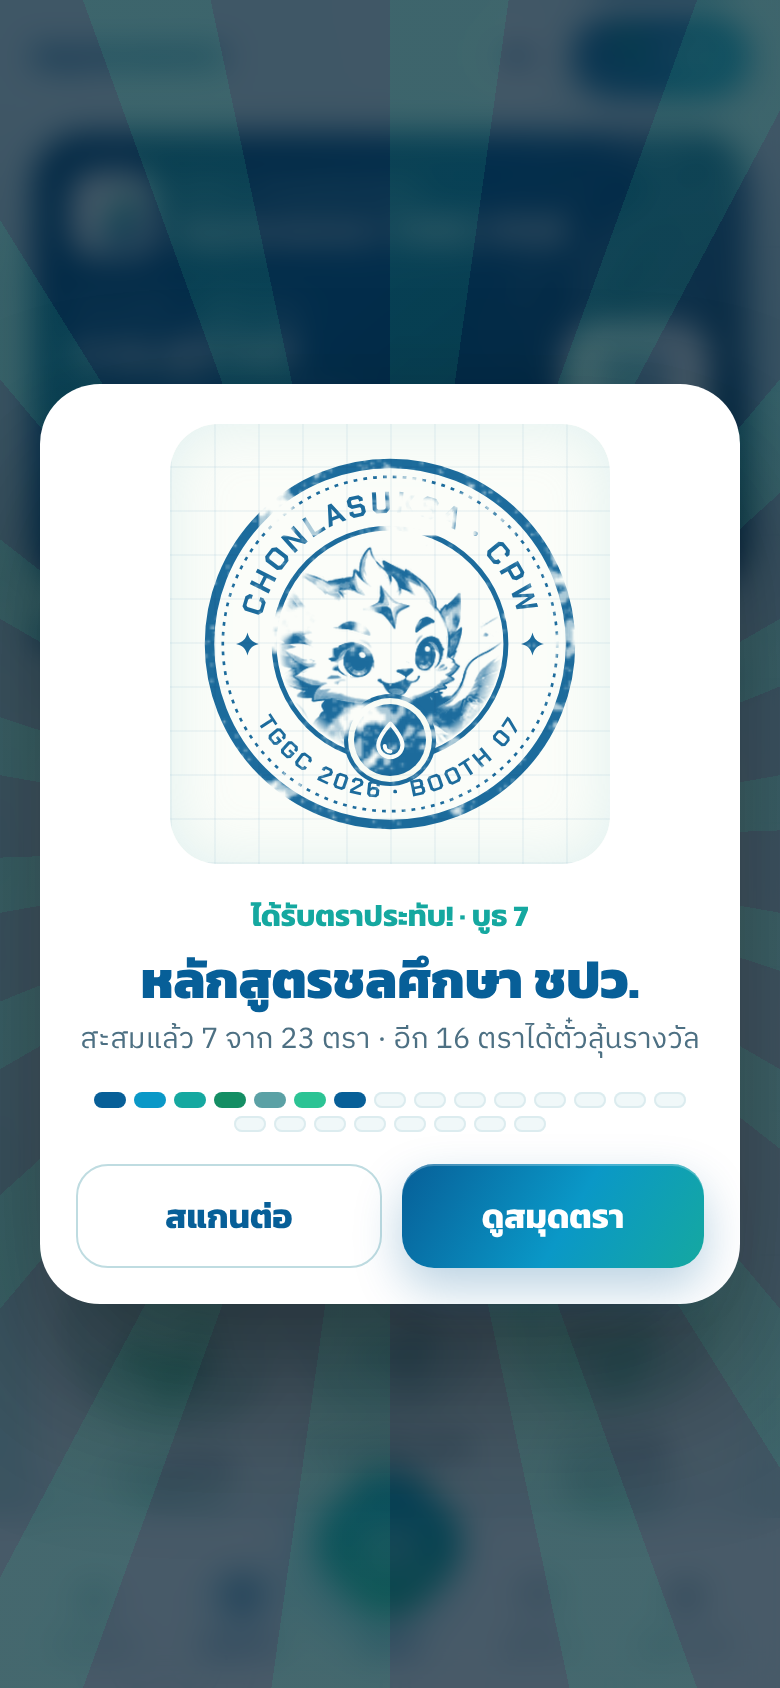 CHONLASUKSA · CPW
TGGC 2026 · BOOTH 07
ได้รับตราประทับ! · บูธ 7
หลักสูตรชลศึกษา ชปว.
สะสมแล้ว 7 จาก 23 ตรา · อีก 16 ตราได้ตั๋วลุ้นรางวัล
สแกนต่อ
ดูสมุดตรา